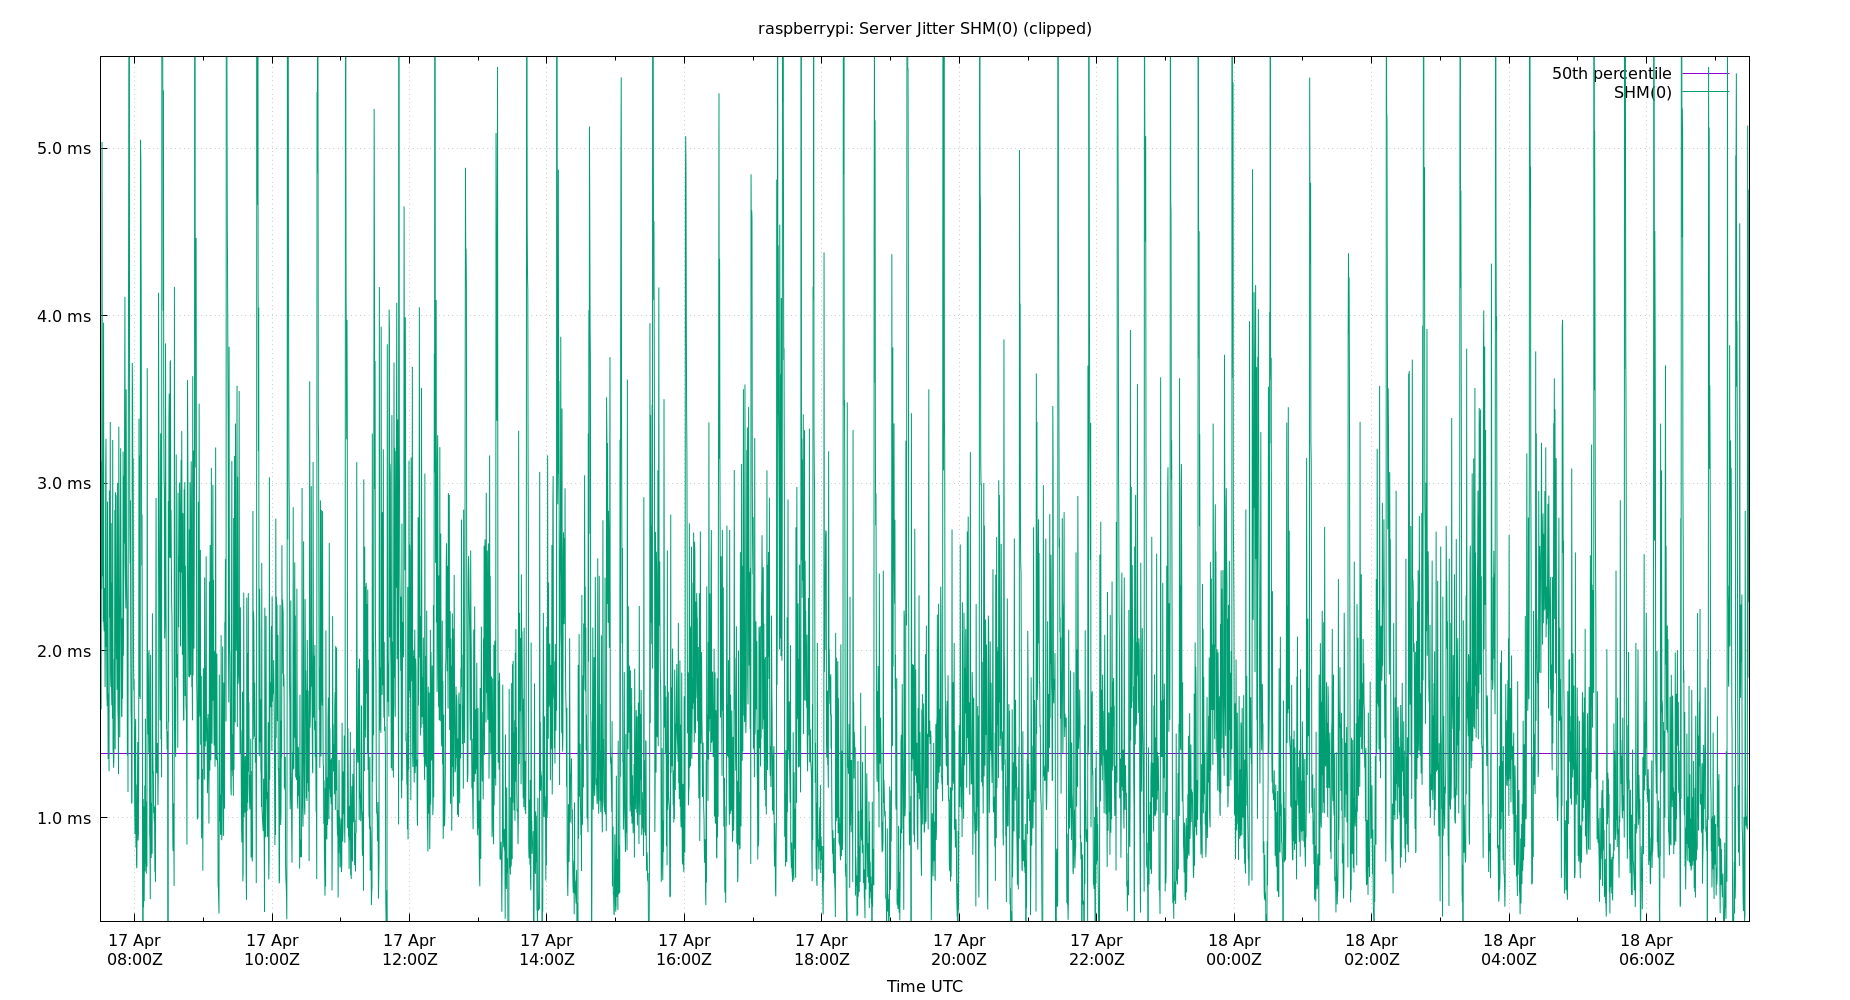 raspberrypi: Server Jitter SHM(0) (clipped)
50th percentile
SHM(0)
5.0 ms
4.0 ms
3.0 ms
2.0 ms
1.0 ms
17 Apr 17 Apr 17 Apr 17 Apr 17 Apr 17 Apr 17 Apr 17 Apr 18 Apr 18 Apr 18 Apr 18 Apr
08:00Z 10:00Z 12:00Z 14:00Z 16:00Z 18:00Z 20:00Z 22:00Z 00:00Z 02:00Z 04:00Z 06:00Z
Time UTC